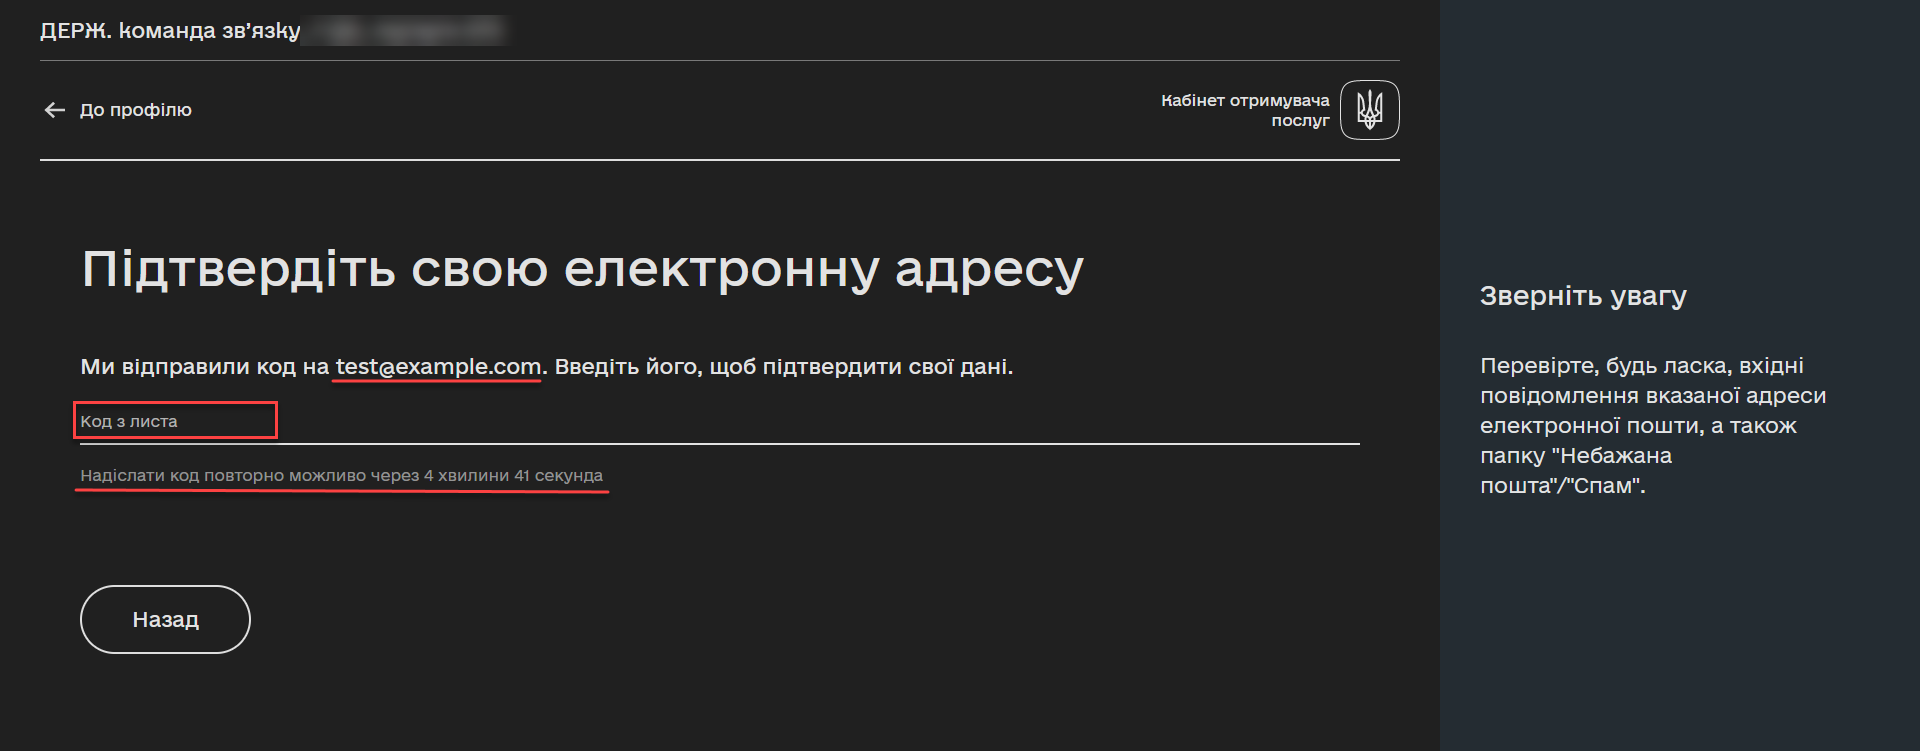 ДЕРЖ. команда зв’язку
До профілю
Кабінет отримувача
послуг
Підтвердіть свою електронну адресу
Ми відправили код на test@example.com. Введіть його, щоб підтвердити свої дані.
Код з листа
Надіслати код повторно можливо через 4 хвилини 41 секунда
Назад
Зверніть увагу
Перевірте, будь ласка, вхідні
повідомлення вказаної адреси
електронної пошти, а також
папку "Небажана
пошта"/"Спам".